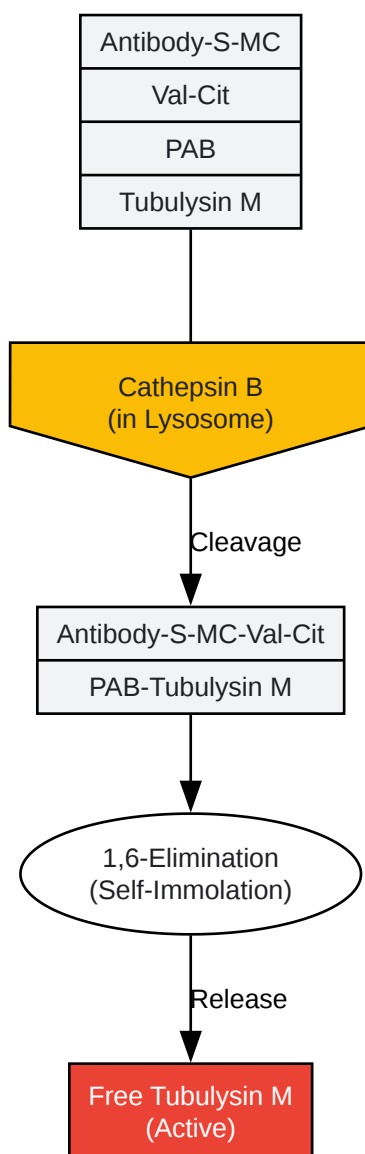 Antibody-S-MC
Val-Cit
PAB
Tubulysin M
Cathepsin B
(in Lysosome)
Cleavage
Antibody-S-MC-Val-Cit
PAB-Tubulysin M
1,6-Elimination
(Self-Immolation)
Release
Free Tubulysin M
(Active)